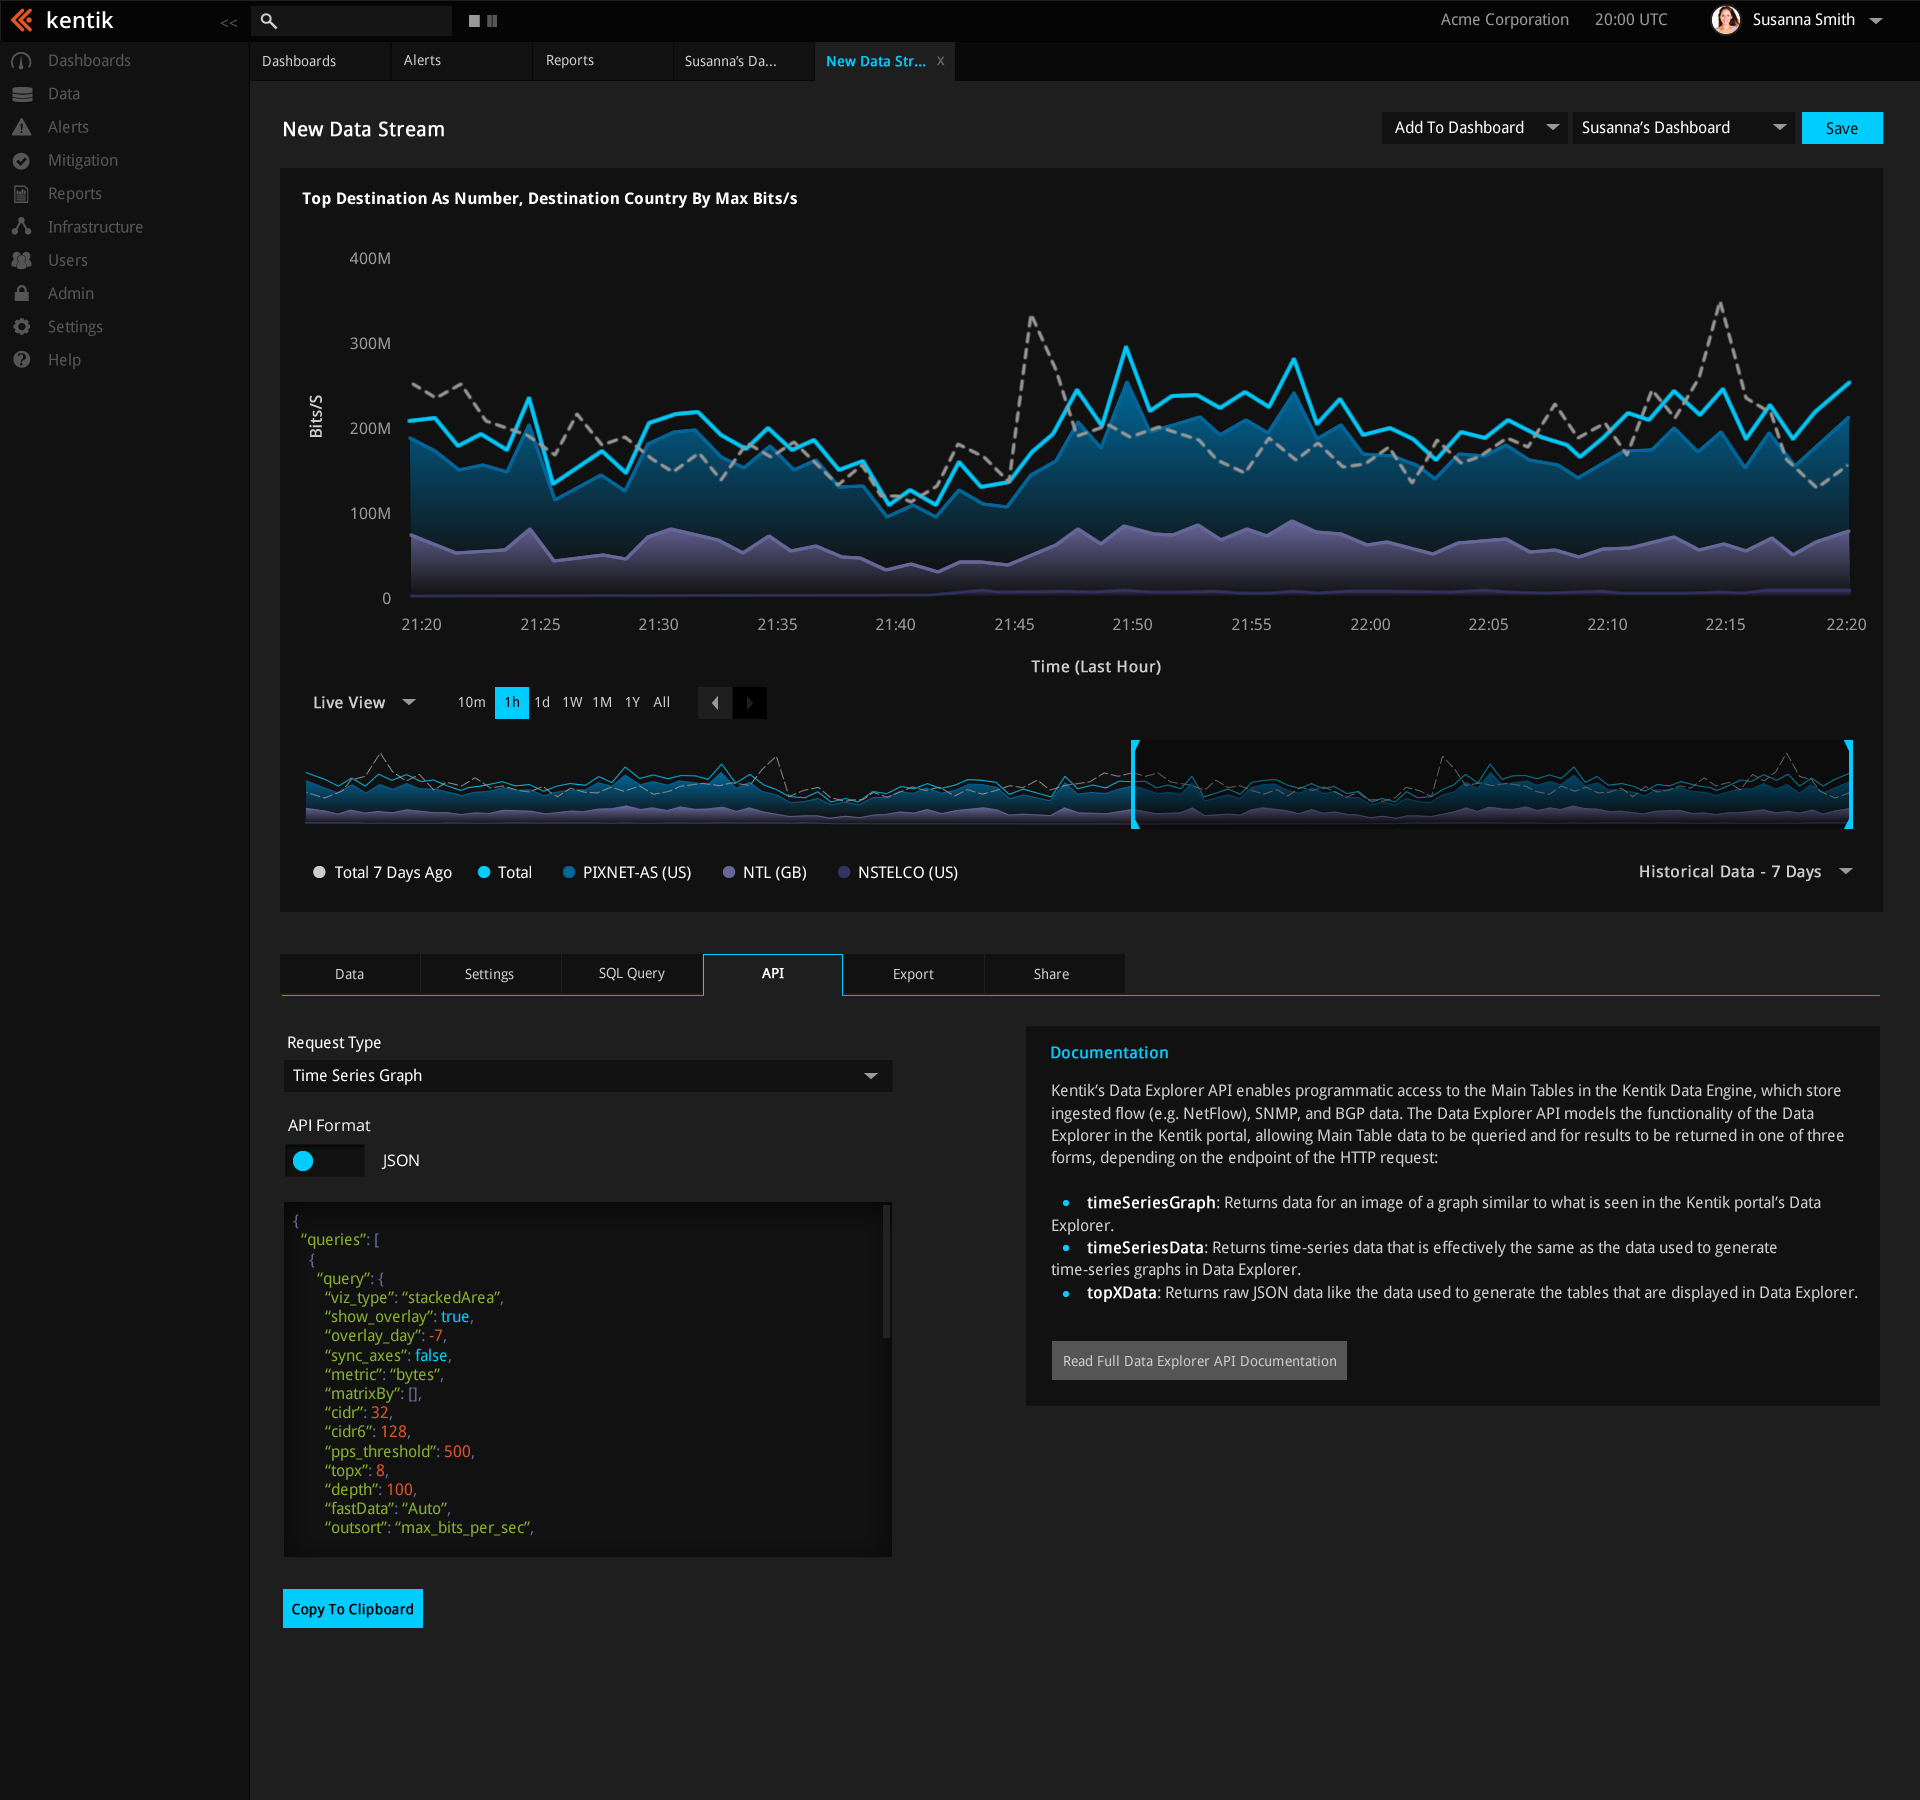 kentik
<<
Acme Corporation
20:00 UTC
Susanna Smith
Dashboards
Data
Alerts
Mitigation
Reports
Infrastructure
Users
Admin
Settings
Help
Dashboards
Alerts
Reports
Susanna’s Da...
New Data Str... X
New Data Stream
Add To Dashboard
Susanna’s Dashboard
Save
Top Destination As Number, Destination Country By Max Bits/s
400M
300M
200M
100M
0
Bits/S
21:20 21:25 21:30 21:35 21:40 21:45 21:50 21:55 22:00 22:05 22:10 22:15 22:20
Time (Last Hour)
Live View
10m 1h 1d 1W 1M 1Y All
Total 7 Days Ago Total PIXNET-AS (US) NTL (GB) NSTELCO (US)
Historical Data - 7 Days
Data Settings SQL Query API Export Share
Request Type
Time Series Graph
API Format
JSON
{
“queries”: [
{
“query”: {
“viz_type”: “stackedArea”,
“show_overlay”: true,
“overlay_day”: -7,
“sync_axes”: false,
“metric”: “bytes”,
“matrixBy”: [],
“cidr”: 32,
“cidr6”: 128,
“pps_threshold”: 500,
“topx”: 8,
“depth”: 100,
“fastData”: “Auto”,
“outsort”: “max_bits_per_sec”,
Copy To Clipboard
Documentation
Kentik’s Data Explorer API enables programmatic access to the Main Tables in the Kentik Data Engine, which store
ingested flow (e.g. NetFlow), SNMP, and BGP data. The Data Explorer API models the functionality of the Data
Explorer in the Kentik portal, allowing Main Table data to be queried and for results to be returned in one of three
forms, depending on the endpoint of the HTTP request:
• timeSeriesGraph: Returns data for an image of a graph similar to what is seen in the Kentik portal’s Data
Explorer.
• timeSeriesData: Returns time-series data that is effectively the same as the data used to generate
time-series graphs in Data Explorer.
• topXData: Returns raw JSON data like the data used to generate the tables that are displayed in Data Explorer.
Read Full Data Explorer API Documentation